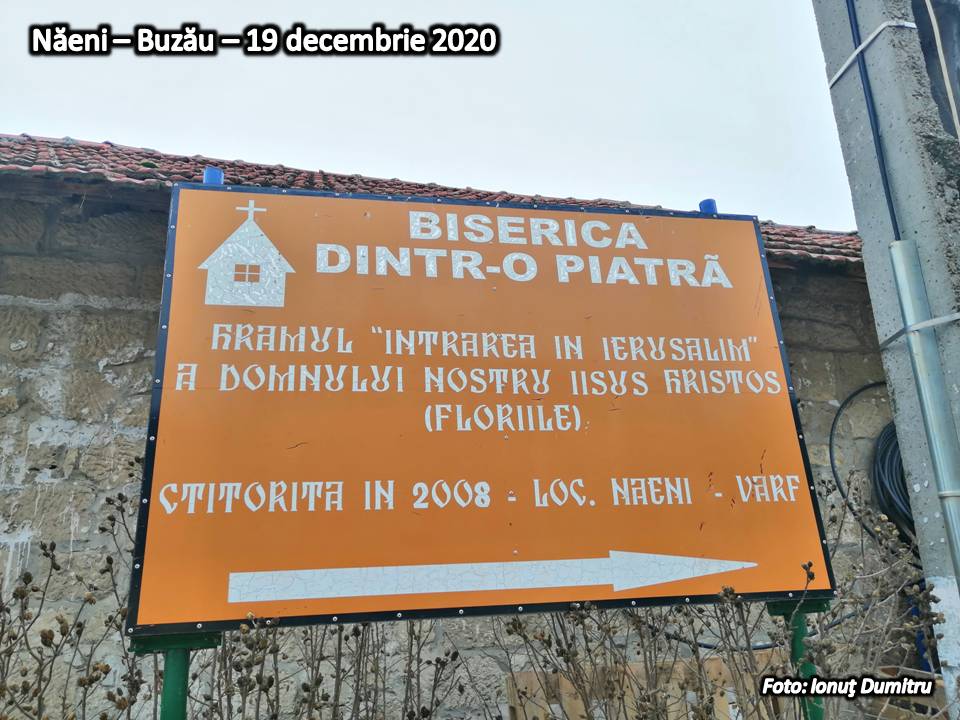 Năeni – Buzău – 19 decembrie 2020
BISERICA
DINTR-O PIATRÃ
HRAMUL “INTRAREA IN IERUSALIM”
A DOMNULUI NOSTRU IISUS HRISTOS
(FLORIILE)
CTITORITA IN 2008 - LOC. NAENI - VARF
Foto: Ionuţ Dumitru